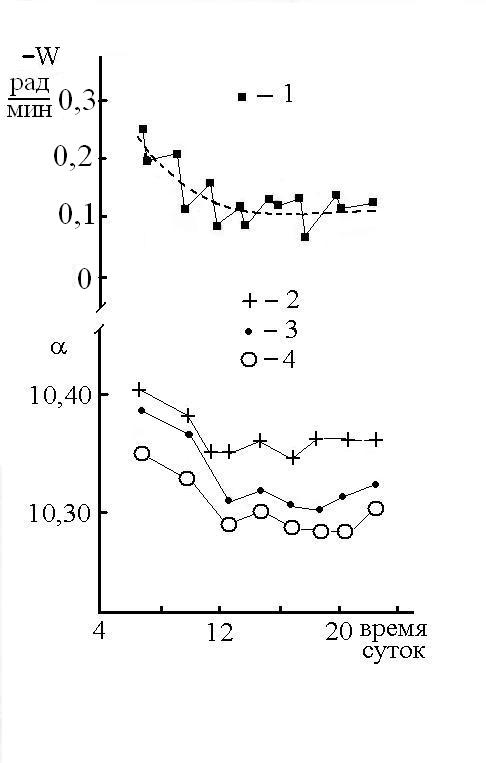 −W
рад
мин
0,3
0,2
0,1
0
− 1
− 2
− 3
− 4
α
10,40
10,30
4
12
20
время
суток